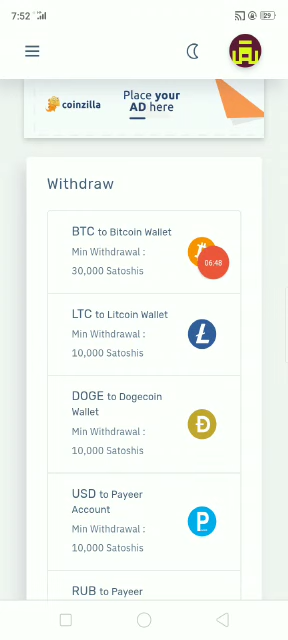 7:52
29
coinzilla
Place your
AD here
Withdraw
BTC to Bitcoin Wallet
Min Withdrawal :
30,000 Satoshis
06:48
LTC to Litcoin Wallet
Min Withdrawal :
10,000 Satoshis
DOGE to Dogecoin
Wallet
Min Withdrawal :
10,000 Satoshis
USD to Payeer
Account
Min Withdrawal :
10,000 Satoshis
RUB to Payeer